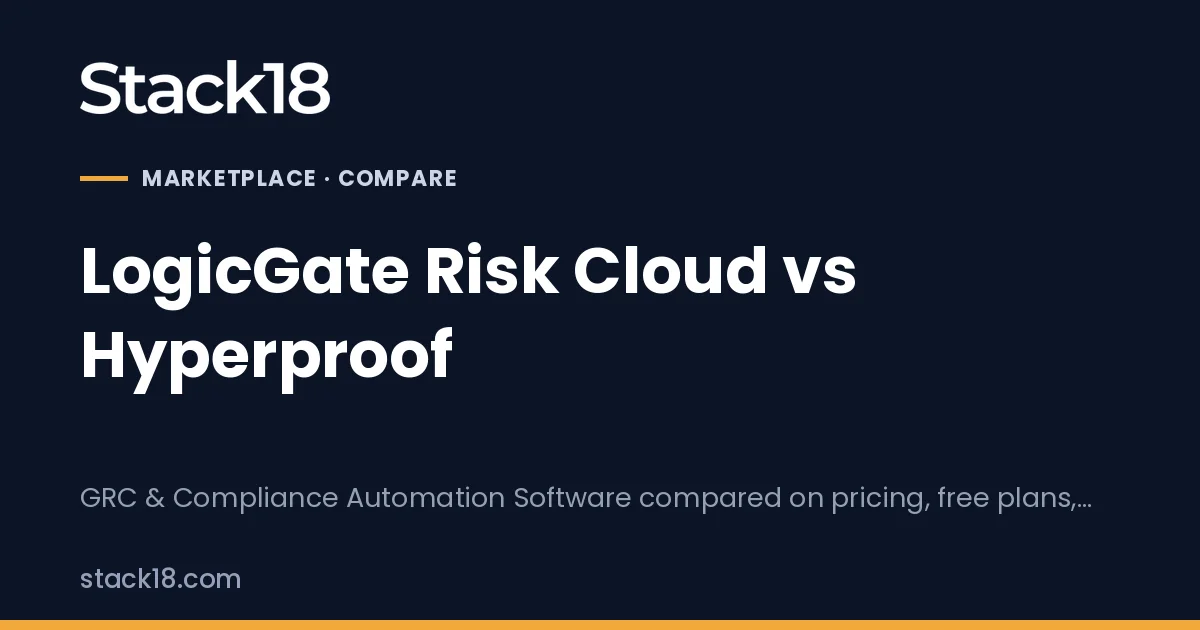 Stack18
MARKETPLACE · COMPARE
LogicGate Risk Cloud vs
Hyperproof
GRC & Compliance Automation Software compared on pricing, free plans,...
stack18.com